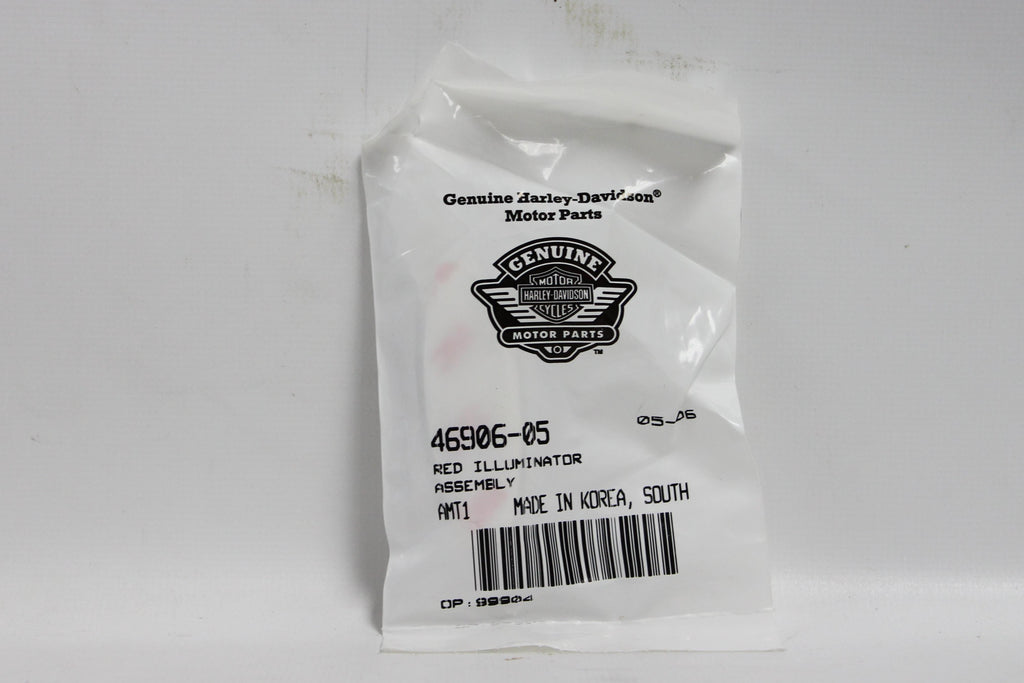 Genuine Harley-Davidson®
Motor Parts
GENUINE
MOTOR
HARLEY-DAVIDSON
CYCLES
MOTOR PARTS
™
05-06
46906-05
RED ILLUMINATOR
ASSEMBLY
AMT1 MADE IN KOREA, SOUTH
OP: 99904